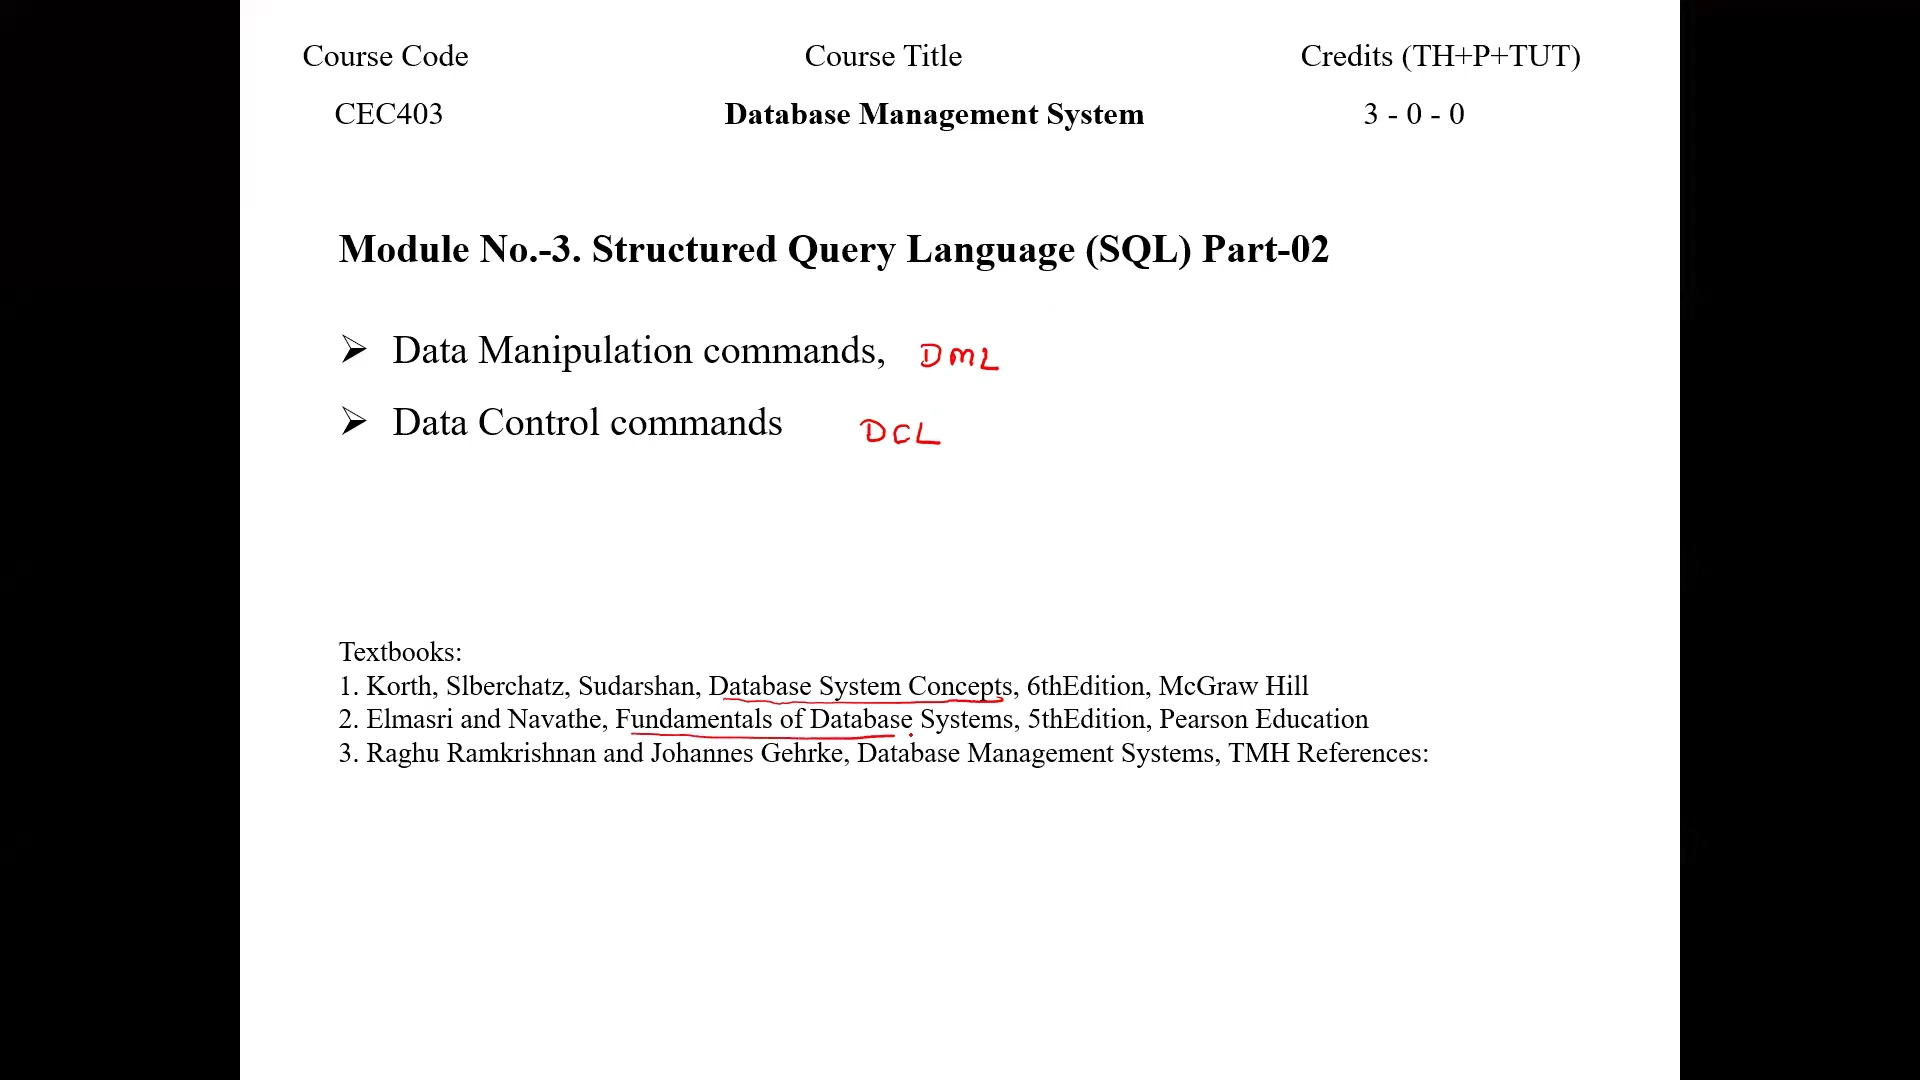 Course Code Course Title Credits (TH+P+TUT)
CEC403 Database Management System 3 - 0 - 0
Module No.-3. Structured Query Language (SQL) Part-02
➢ Data Manipulation commands, DML
➢ Data Control commands DCL
Textbooks:
1. Korth, Slberchatz, Sudarshan, Database System Concepts, 6thEdition, McGraw Hill
2. Elmasri and Navathe, Fundamentals of Database Systems, 5thEdition, Pearson Education
3. Raghu Ramkrishnan and Johannes Gehrke, Database Management Systems, TMH References: